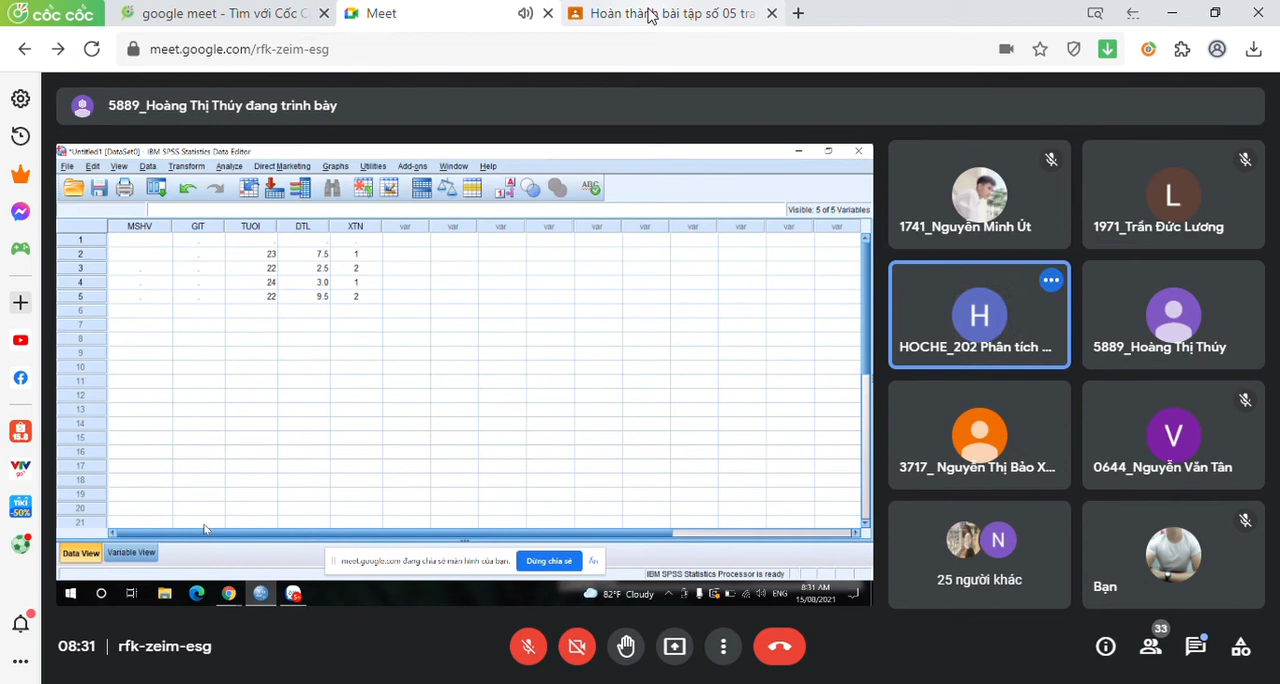 cốc cốc
google meet - Tìm với Cốc C
Meet
Hoàn thành bài tập số 05 tra
meet.google.com/rfk-zeim-esg
5889_Hoàng Thị Thúy đang trình bày
*Untitled1 [DataSet0] - IBM SPSS Statistics Data Editor
File Edit View Data Transform Analyze Direct Marketing Graphs Utilities Add-ons Window Help
Visible: 5 of 5 Variables
MSHV GIT TUOI DTL XTN var var var var var var var var var var
1 . . . .
2 . 23 7.5 1
3 . . 22 2.5 2
4 . . 24 3.0 1
5 . . 22 9.5 2
6
7
8
9
10
11
12
13
14
15
16
17
18
19
20
21
Data View Variable View
meet.google.com đang chia sẻ màn hình của bạn. Dừng chia sẻ Ẩn
IBM SPSS Statistics Processor is ready
82°F Cloudy ENG 8:31 AM
15/08/2021
1741_Nguyễn Minh Út
L
1971_Trần Đức Lương
H
HOCHE_202 Phân tích ...
5889_Hoàng Thị Thúy
3717_ Nguyễn Thị Bảo X...
V
0644_Nguyễn Văn Tân
N
25 người khác
Bạn
15.8
VTV
go
TIKI
-50%
08:31 | rfk-zeim-esg
33